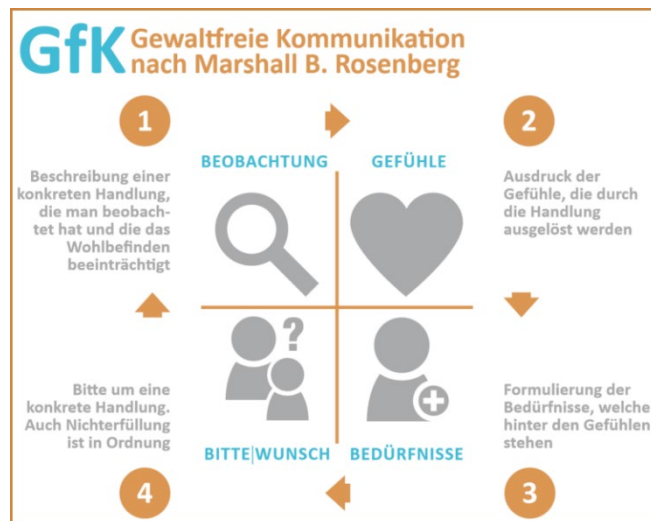 GfK Gewaltfreie Kommunikation
nach Marshall B. Rosenberg
1
BEOBACHTUNG
Beschreibung einer
konkreten Handlung,
die man beobach-
tet hat und die das
Wohlbefinden
beeinträchtigt
2
GEFÜHLE
Ausdruck der
Gefühle, die durch
die Handlung
ausgelöst werden
3
BEDÜRFNISSE
Formulierung der
Bedürfnisse, welche
hinter den Gefühlen
stehen
4
BITTE|WUNSCH
Bitte um eine
konkrete Handlung.
Auch Nichterfüllung
ist in Ordnung
?